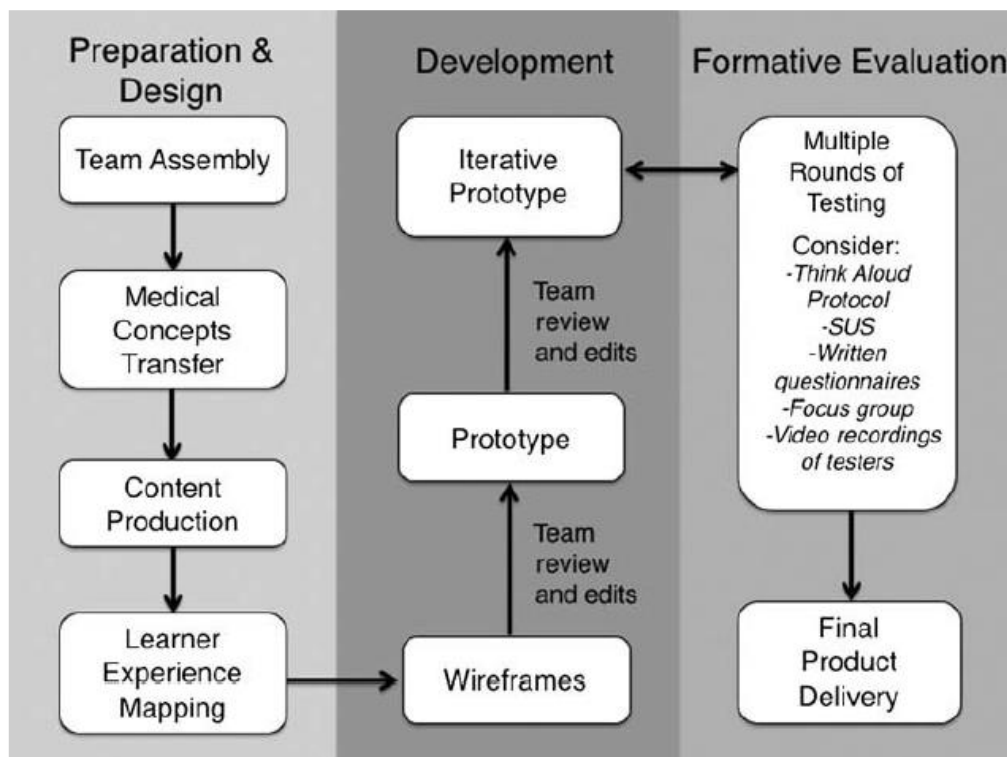 Preparation &
Design
Team Assembly
Medical
Concepts
Transfer
Content
Production
Learner
Experience
Mapping
Development
Iterative
Prototype
Team
review
and edits
Prototype
Team
review
and edits
Wireframes
Formative Evaluation
Multiple
Rounds of
Testing
Consider:
-Think Aloud
Protocol
-SUS
-Written
questionnaires
-Focus group
-Video recordings
of testers
Final
Product
Delivery